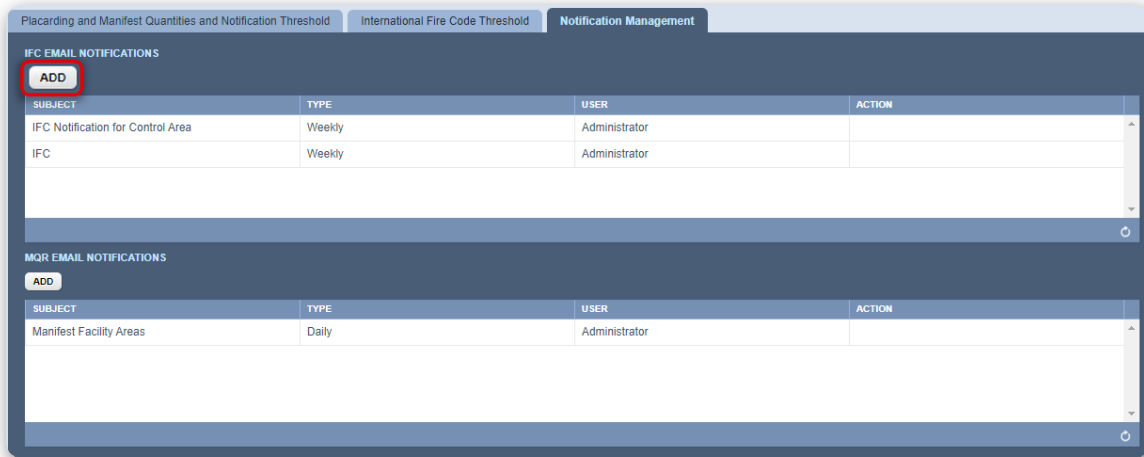 Placarding and Manifest Quantities and Notification Threshold International Fire Code Threshold Notification Management
IFC EMAIL NOTIFICATIONS
ADD
SUBJECT TYPE USER ACTION
IFC Notification for Control Area Weekly Administrator
IFC Weekly Administrator
MQR EMAIL NOTIFICATIONS
ADD
SUBJECT TYPE USER ACTION
Manifest Facility Areas Daily Administrator